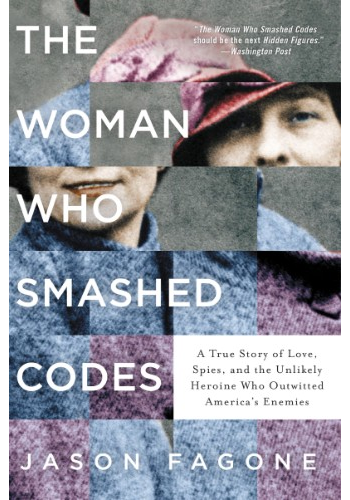 THE
"The Woman Who Smashed Codes
should be the next Hidden Figures."
—Washington Post
WOMAN
WHO
SMASHED
CODES
A True Story of Love,
Spies, and the Unlikely
Heroine Who Outwitted
America's Enemies
JASON FAGONE